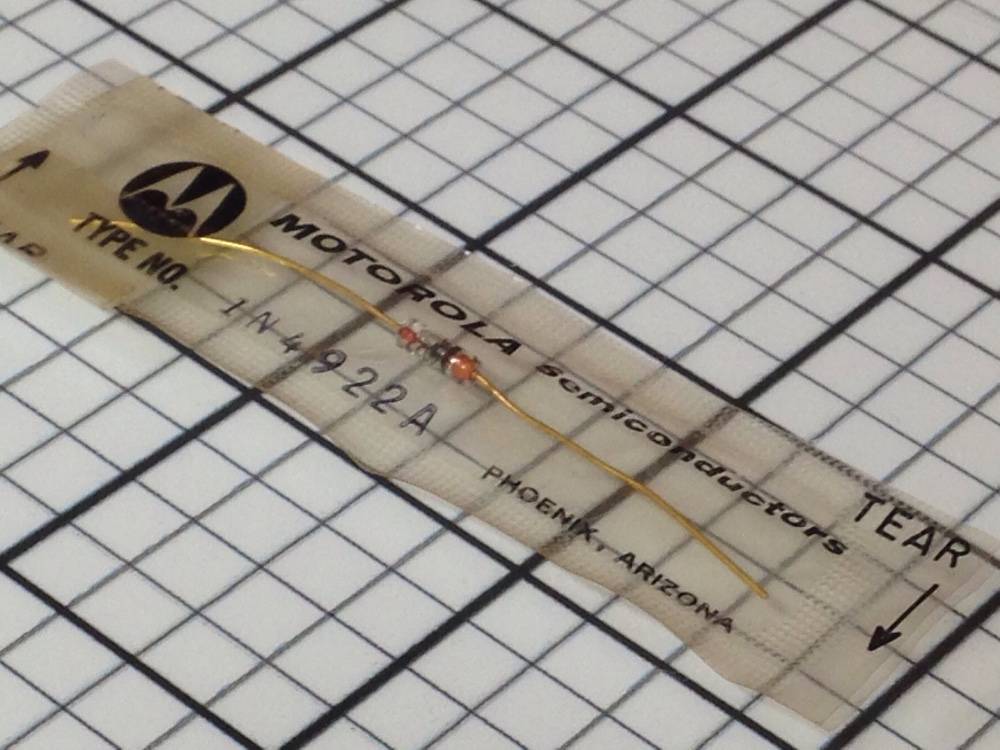 MOTOROLA semiconductors
TYPE NO. 1N4922A
PHOENIX, ARIZONA
TEAR